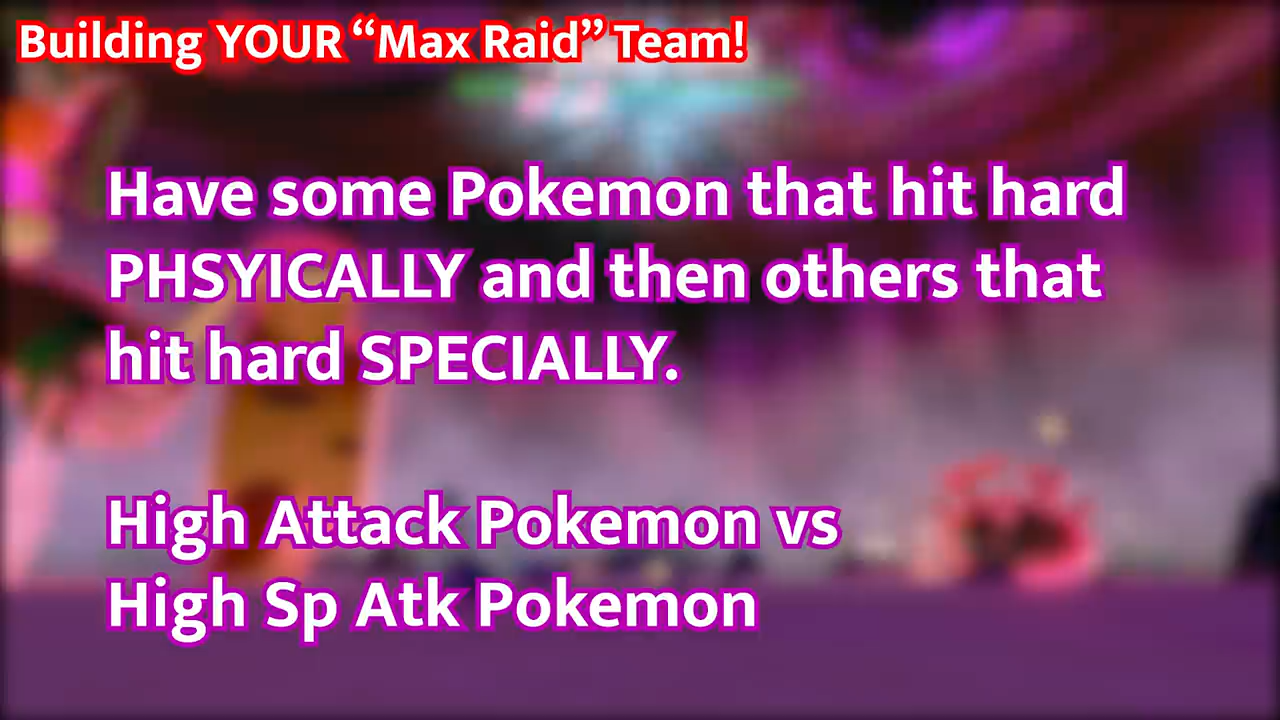 Building YOUR “Max Raid” Team!
Have some Pokemon that hit hard
PHSYICALLY and then others that
hit hard SPECIALLY.
High Attack Pokemon vs
High Sp Atk Pokemon